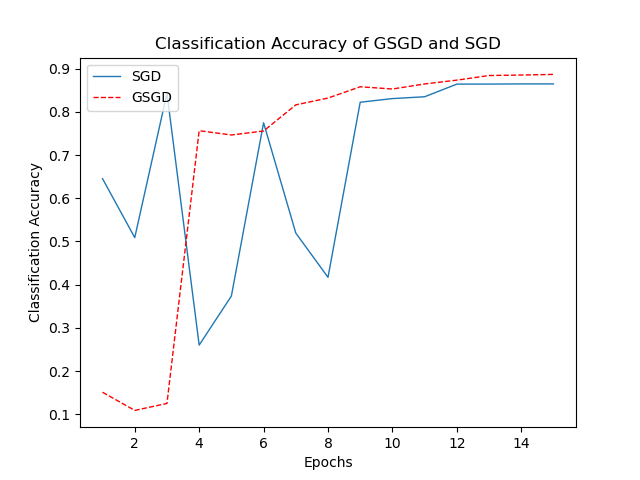 Classification Accuracy of GSGD and SGD
SGD
GSGD
Classification Accuracy
0.9
0.8
0.7
0.6
0.5
0.4
0.3
0.2
0.1
2 4 6 8 10 12 14
Epochs